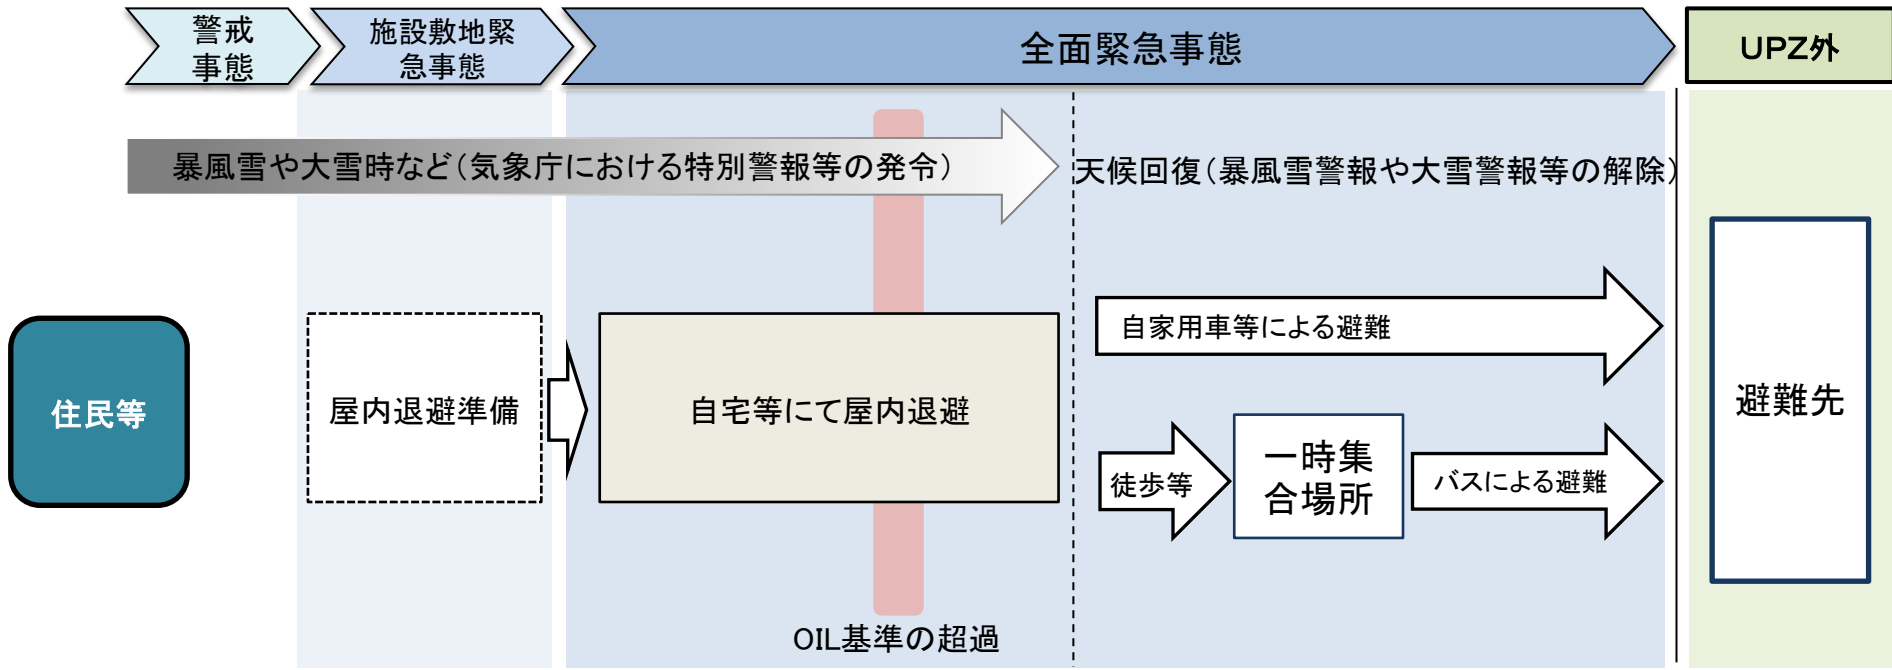 警戒
事態
施設敷地緊
急事態
全面緊急事態
UPZ外
暴風雪や大雪時など(気象庁における特別警報等の発令)
天候回復(暴風雪警報や大雪警報等の解除)
住民等
屋内退避準備
自宅等にて屋内退避
自家用車等による避難
徒歩等
一時集
合場所
バスによる避難
避難先
OIL基準の超過